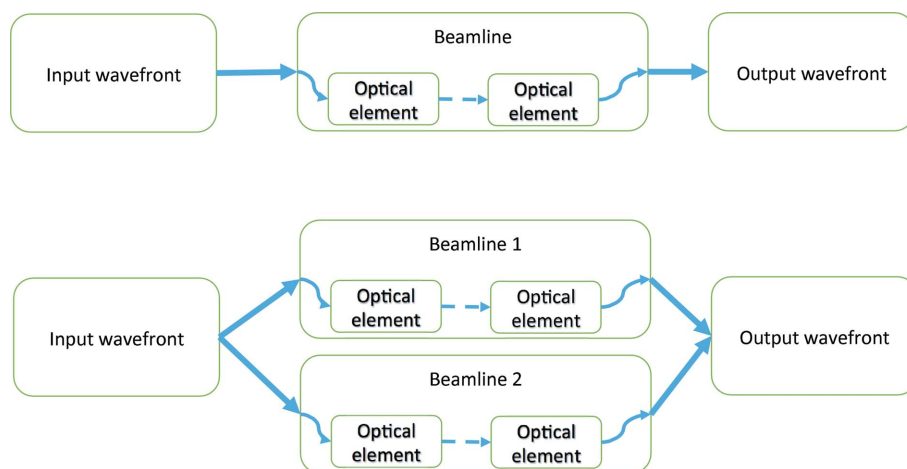 Beamline
Input wavefront
Optical
element
Optical
element
Output wavefront
Beamline 1
Optical
element
Optical
element
Input wavefront
Output wavefront
Beamline 2
Optical
element
Optical
element